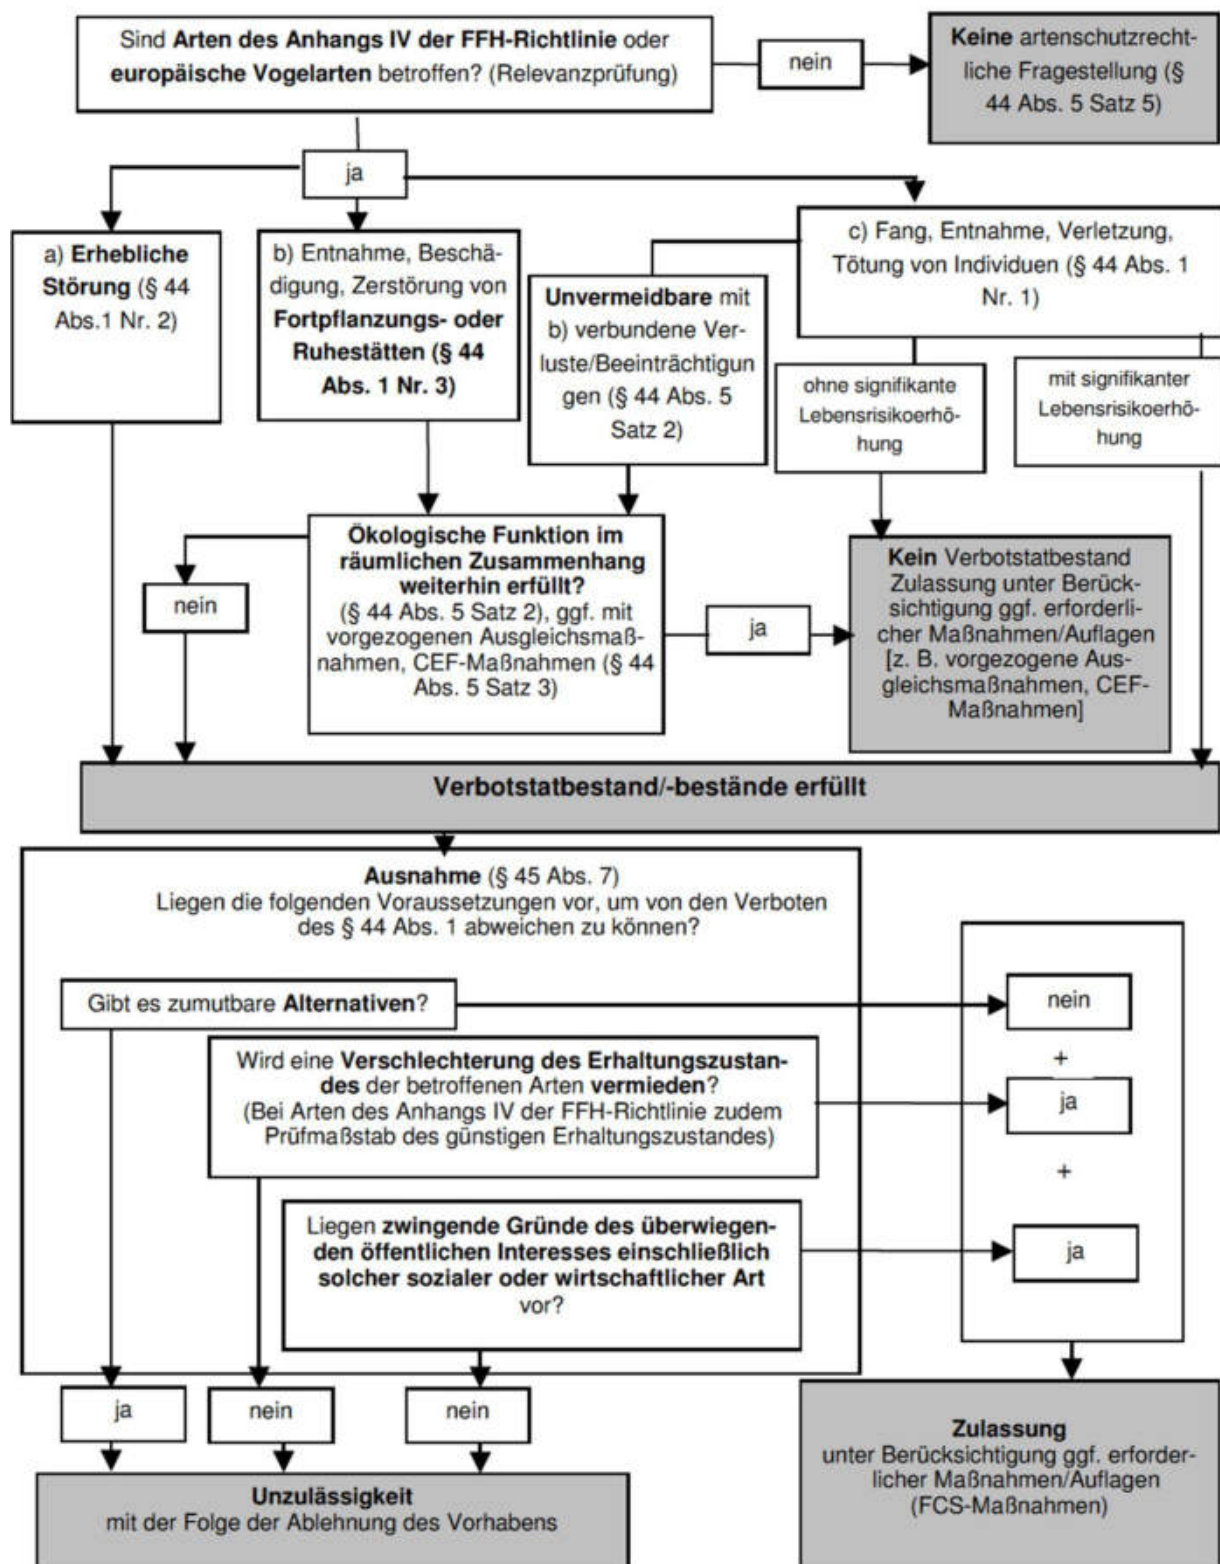 Sind Arten des Anhangs IV der FFH-Richtlinie oder
europäische Vogelarten betroffen? (Relevanzprüfung)
nein
Keine artenschutzrecht-
liche Fragestellung (§
44 Abs. 5 Satz 5)
ja
a) Erhebliche
Störung (§ 44
Abs.1 Nr. 2)
b) Entnahme, Beschä-
digung, Zerstörung von
Fortpflanzungs- oder
Ruhestätten (§ 44
Abs. 1 Nr. 3)
Unvermeidbare mit
b) verbundene Ver-
luste/Beeinträchtigun
gen (§ 44 Abs. 5
Satz 2)
c) Fang, Entnahme, Verletzung,
Tötung von Individuen (§ 44 Abs. 1
Nr. 1)
ohne signifikante
Lebensrisikoerhö-
hung
mit signifikanter
Lebensrisikoerhö-
hung
Ökologische Funktion im
räumlichen Zusammenhang
weiterhin erfüllt?
(§ 44 Abs. 5 Satz 2), ggf. mit
vorgezogenen Ausgleichsmaß-
nahmen, CEF-Maßnahmen (§ 44
Abs. 5 Satz 3)
nein
ja
Kein Verbotstatbestand
Zulassung unter Berück-
sichtigung ggf. erforderli-
cher Maßnahmen/Auflagen
[z. B. vorgezogene Aus-
gleichsmaßnahmen, CEF-
Maßnahmen]
Verbotstatbestand/-bestände erfüllt
Ausnahme (§ 45 Abs. 7)
Liegen die folgenden Voraussetzungen vor, um von den Verboten
des § 44 Abs. 1 abweichen zu können?
Gibt es zumutbare Alternativen?
nein
+
Wird eine Verschlechterung des Erhaltungszustan-
des der betroffenen Arten vermieden?
(Bei Arten des Anhangs IV der FFH-Richtlinie zudem
Prüfmaßstab des günstigen Erhaltungszustandes)
ja
+
Liegen zwingende Gründe des überwiegen-
den öffentlichen Interesses einschließlich
solcher sozialer oder wirtschaftlicher Art
vor?
ja
ja
nein
nein
Unzulässigkeit
mit der Folge der Ablehnung des Vorhabens
Zulassung
unter Berücksichtigung ggf. erforder-
licher Maßnahmen/Auflagen
(FCS-Maßnahmen)